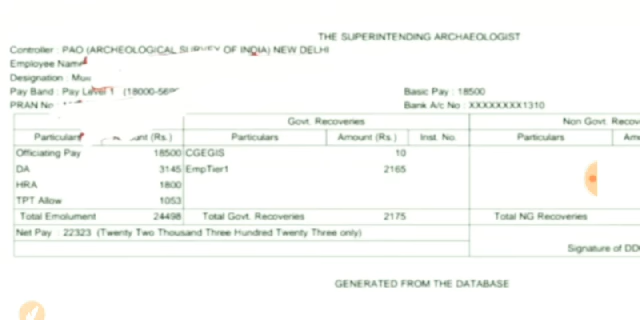 THE SUPERINTENDING ARCHAEOLOGIST
Controller : PAO (ARCHEOLOGICAL SURVEY OF INDIA) NEW DELHI
Employee Name
Designation :
Pay Band : Pay Level 1 (18000- Basic Pay : 18500
PRAN No Bank A/c No : XXXXXXXX1310
Govt. Recoveries Non Govt.
Particulars (Rs.) Particulars Amount (Rs.) Inst. No. Particulars
Officiating Pay 18500 CGEGIS 10
DA 3145 EmpTier1 2165
HRA 1800
TPT Allow 1053
Total Emolument 24498 Total Govt. Recoveries 2175 Total NG Recoveries
Net Pay : 22323 (Twenty Two Thousand Three Hundred Twenty Three only)
Signature of
GENERATED FROM THE DATABASE